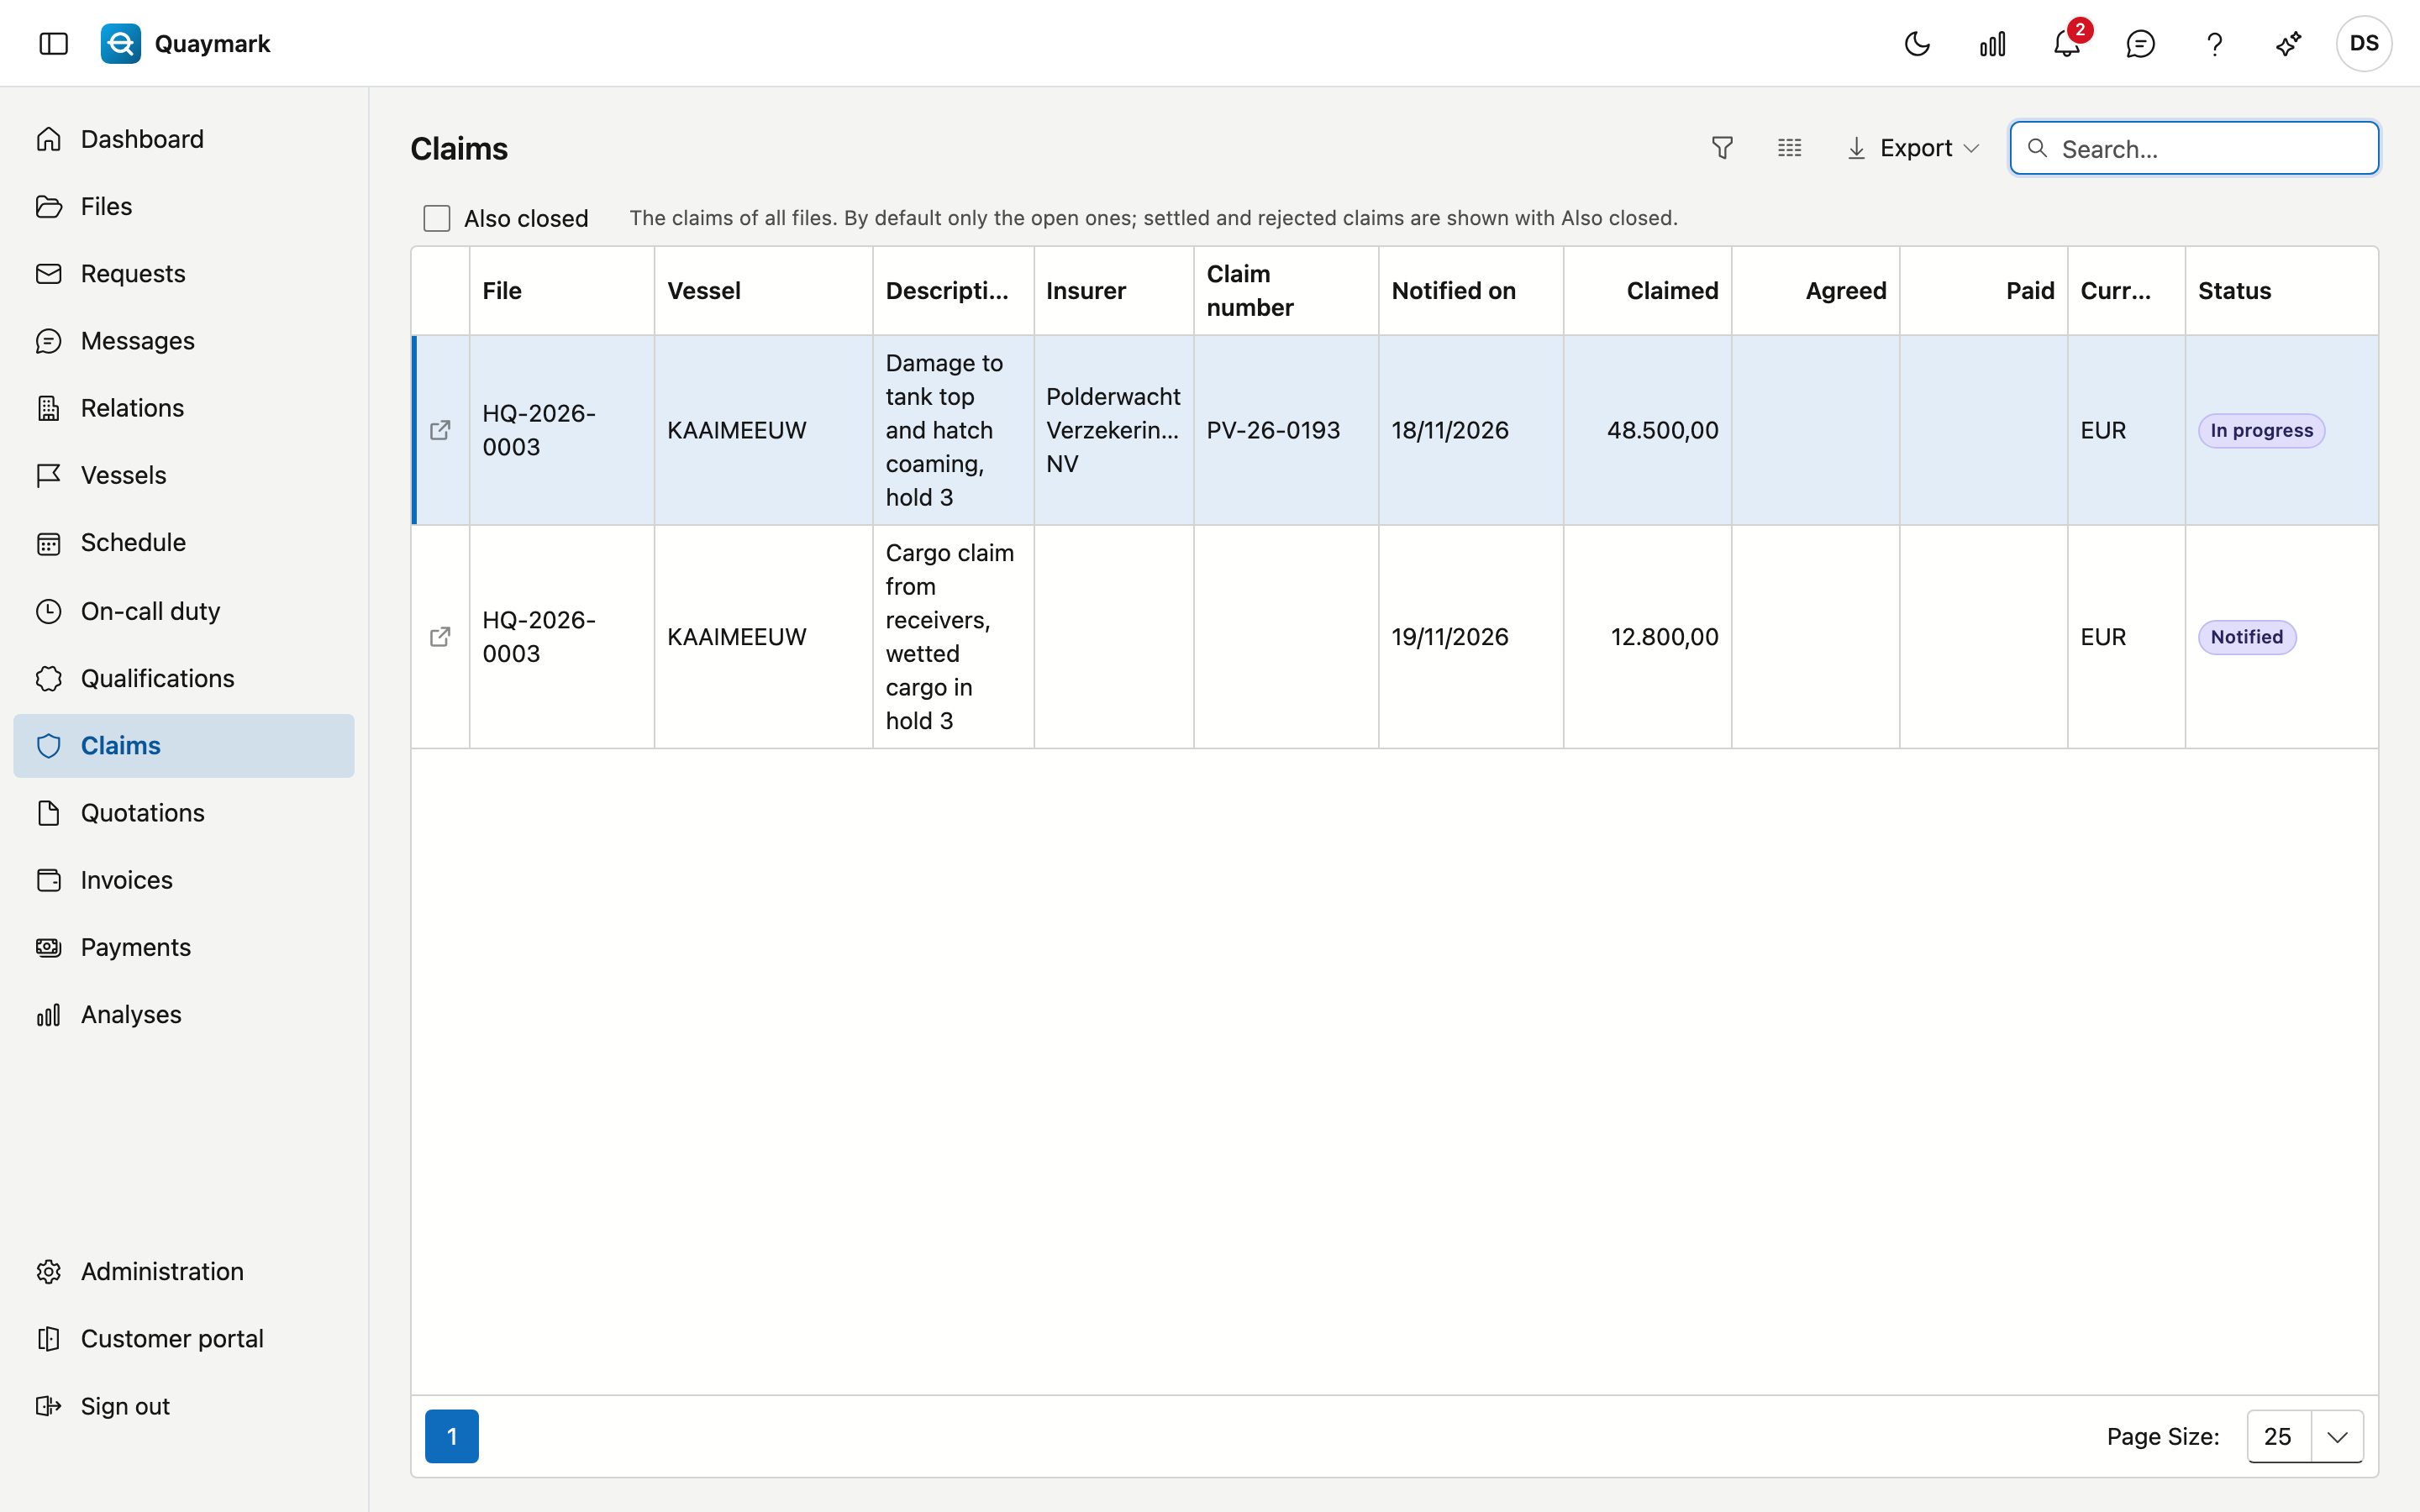 Quaymark
2
DS
Dashboard
Files
Requests
Messages
Relations
Vessels
Schedule
On-call duty
Qualifications
Claims
Quotations
Invoices
Payments
Analyses
Administration
Customer portal
Sign out
Claims
Export
Search...
Also closed
The claims of all files. By default only the open ones; settled and rejected claims are shown with Also closed.
File
Vessel
Descripti...
Insurer
Claim
number
Notified on
Claimed
Agreed
Paid
Curr...
Status
HQ-2026-
0003
KAAIMEEUW
Damage to
tank top
and hatch
coaming,
hold 3
Polderwacht
Verzekerin...
NV
PV-26-0193
18/11/2026
48.500,00
EUR
In progress
HQ-2026-
0003
KAAIMEEUW
Cargo claim
from
receivers,
wetted
cargo in
hold 3
19/11/2026
12.800,00
EUR
Notified
1
Page Size:
25